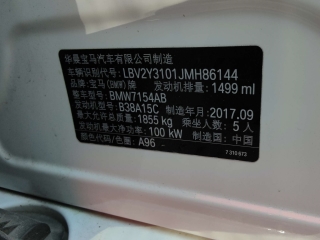 华晨宝马汽车有限公司制造
车辆识别代号: LBV2Y3101JMH86144
品牌: 宝马(BMW)牌 发动机排量: 1499 ml
整车型号: BMW7154AB
发动机型号: B38A15C 制造年月: 2017.09
最大允许总质量: 1855 kg 乘坐人数: 5 人
发动机最大净功率: 100 kW 制造国: 中国
颜色代码/色里: A96
7 310 673